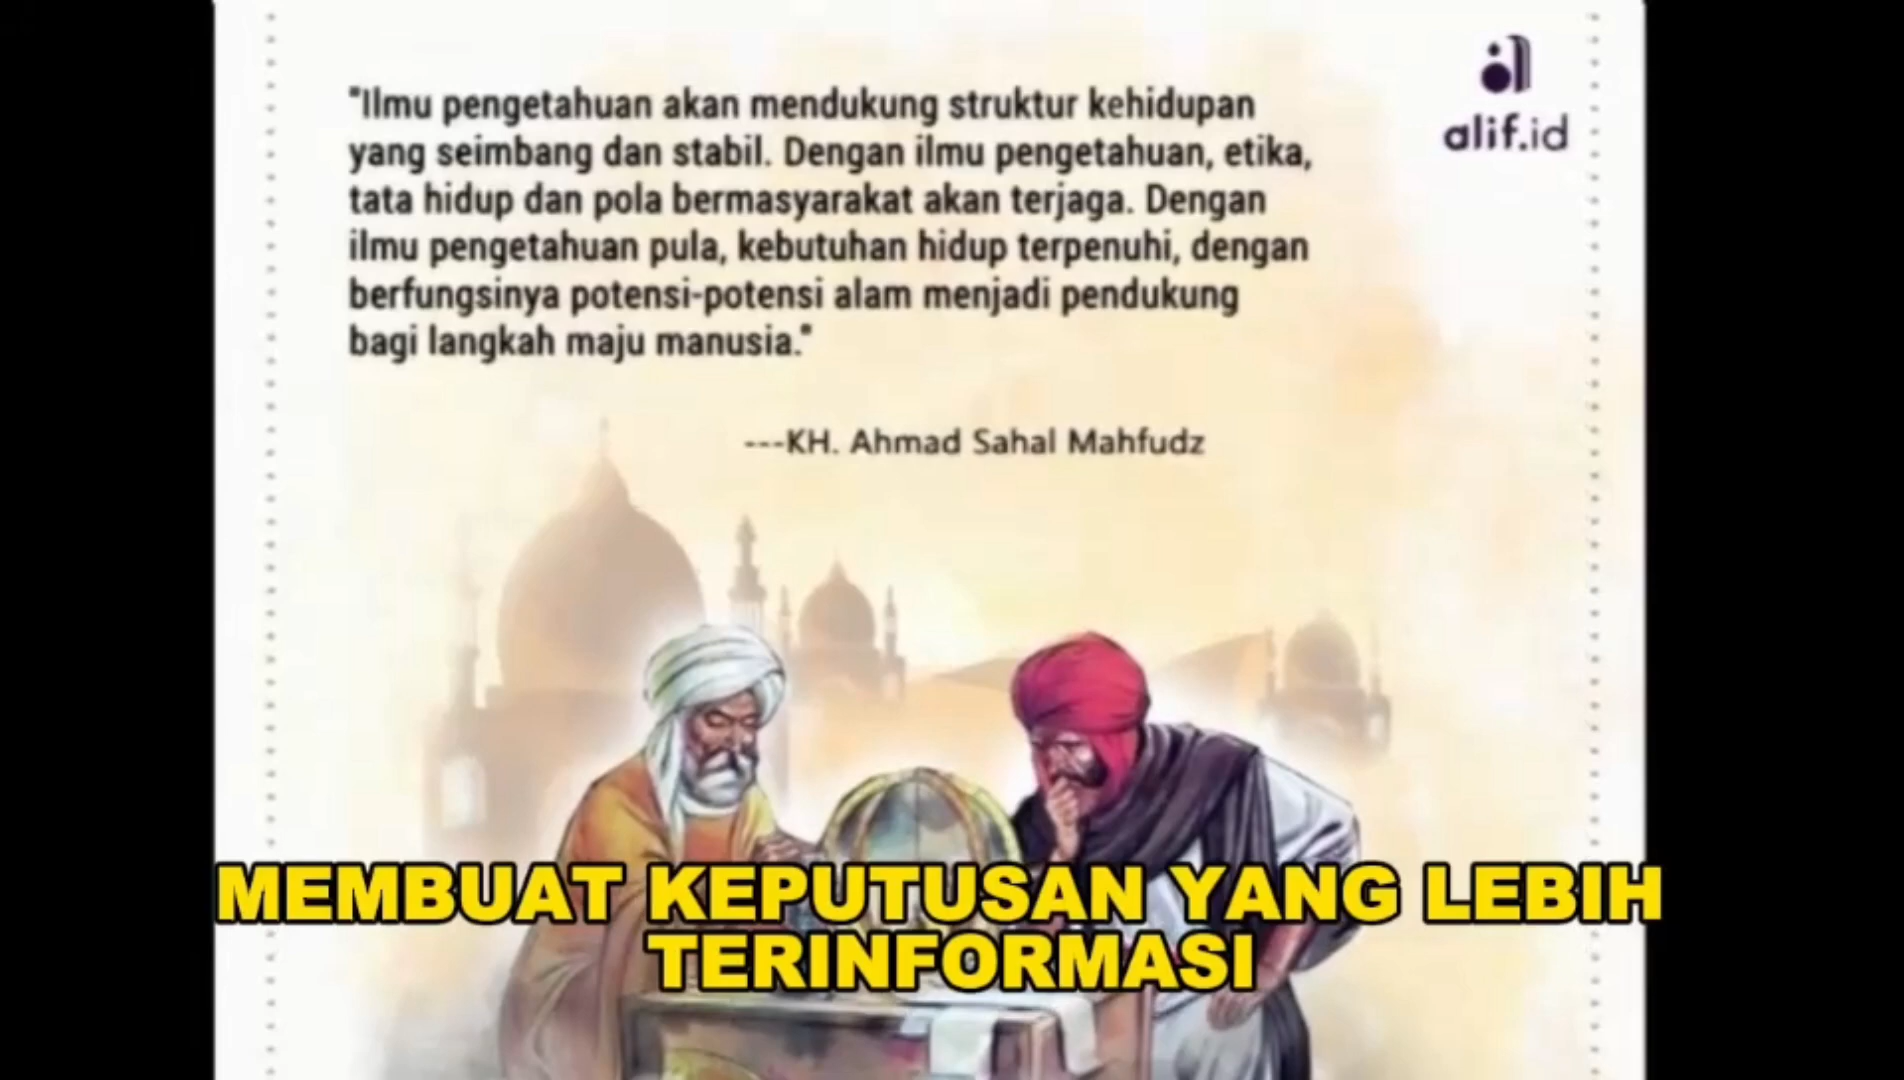 "Ilmu pengetahuan akan mendukung struktur kehidupan
yang seimbang dan stabil. Dengan ilmu pengetahuan, etika,
tata hidup dan pola bermasyarakat akan terjaga. Dengan
ilmu pengetahuan pula, kebutuhan hidup terpenuhi, dengan
berfungsinya potensi-potensi alam menjadi pendukung
bagi langkah maju manusia."
---KH. Ahmad Sahal Mahfudz
alif.id
MEMBUAT KEPUTUSAN YANG LEBIH
TERINFORMASI